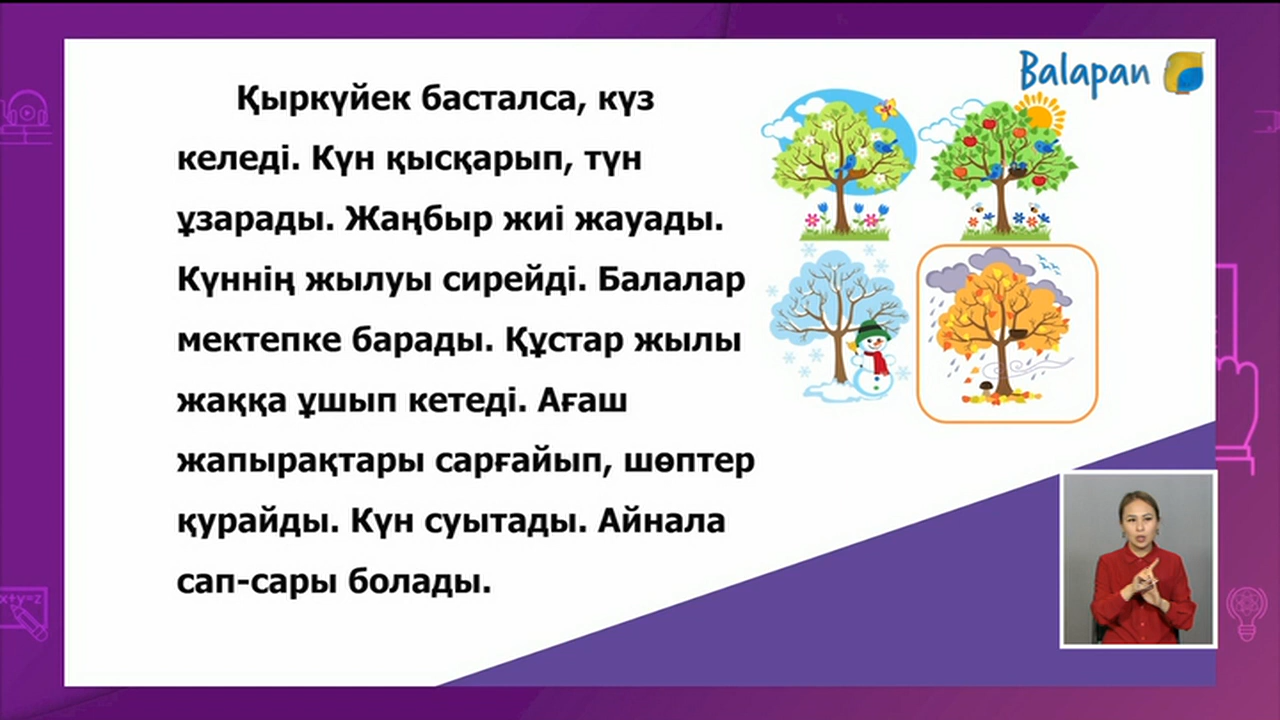 Balapan
Қыркүйек басталса, күз
келеді. Күн қысқарып, түн
ұзарады. Жаңбыр жиі жауады.
Күннің жылуы сирейді. Балалар
мектепке барады. Құстар жылы
жаққа ұшып кетеді. Ағаш
жапырақтары сарғайып, шөптер
құрайды. Күн суытады. Айнала
сап-сары болады.
x+y=z